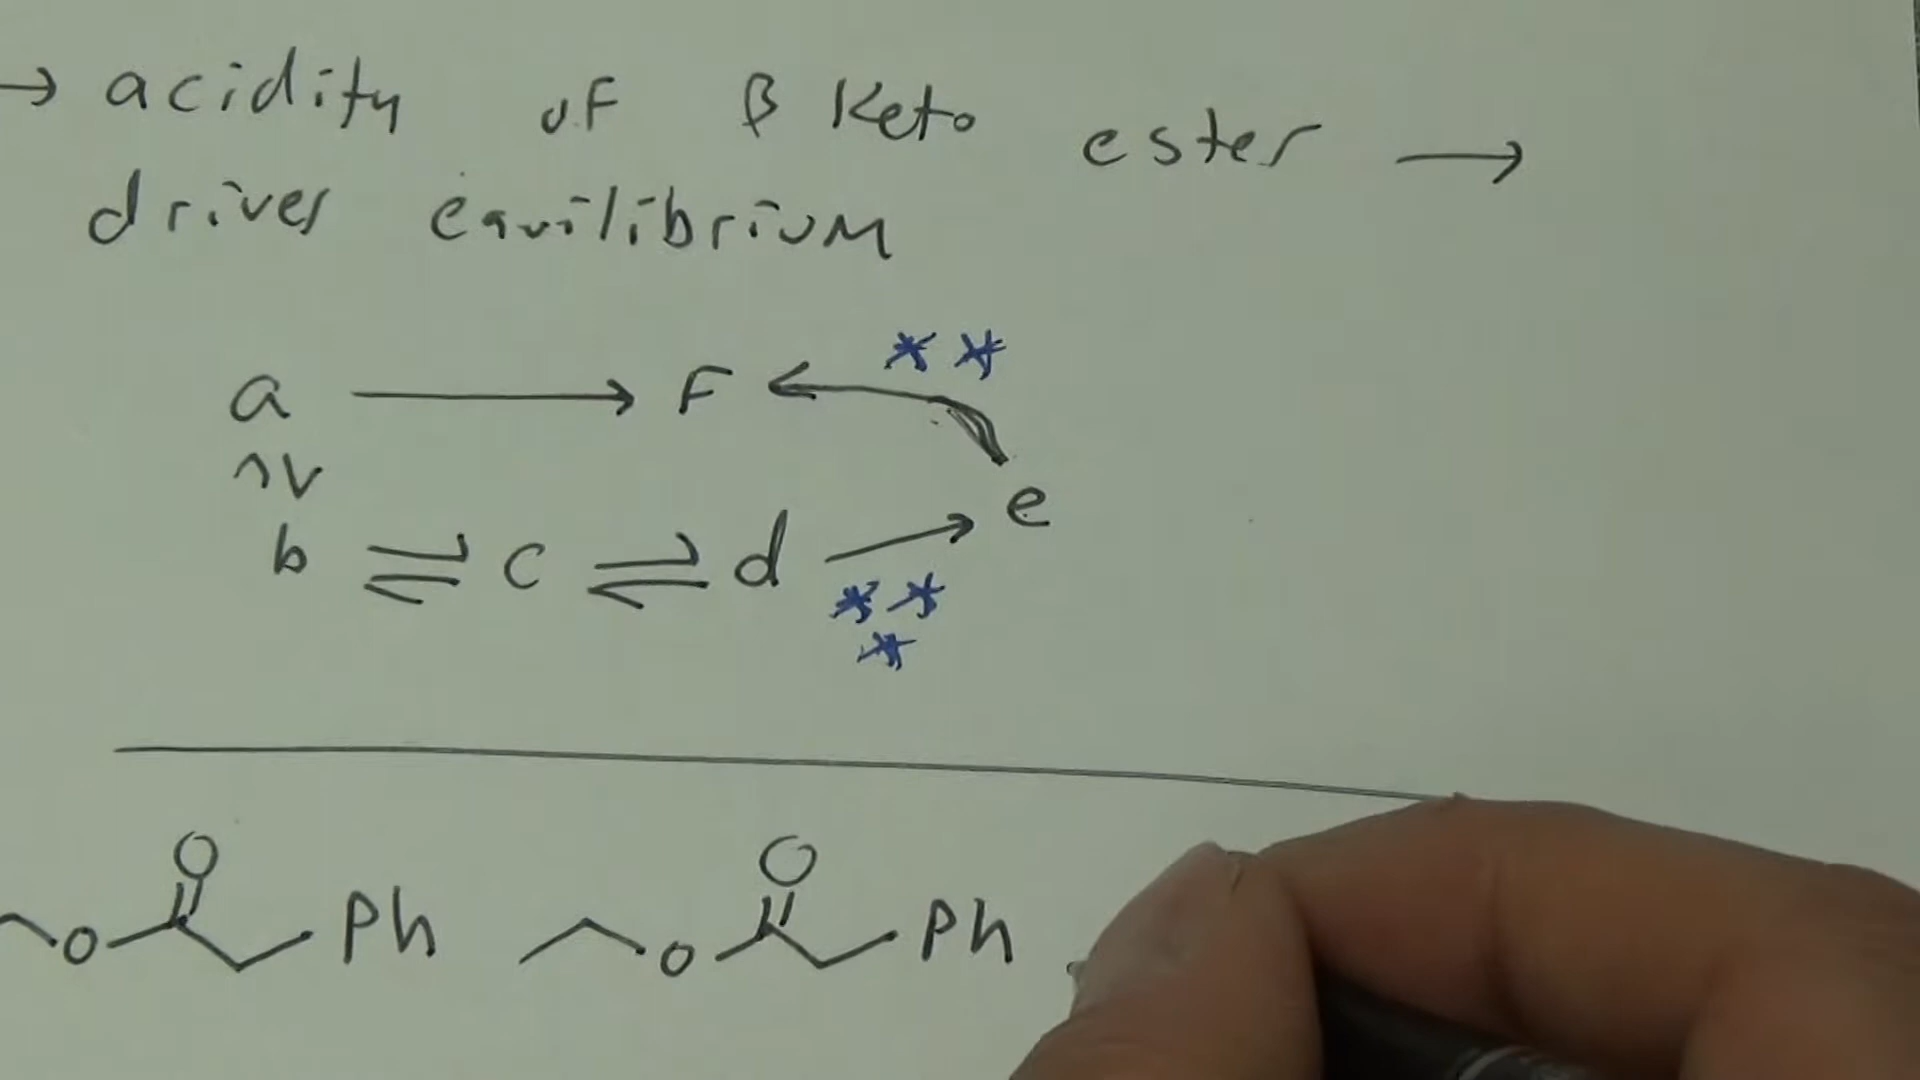 → acidity of β Keto ester →
drives equilibrium
a → F ← **
∩v e
b ⇌ c ⇌ d →
***
O O
O Ph O Ph